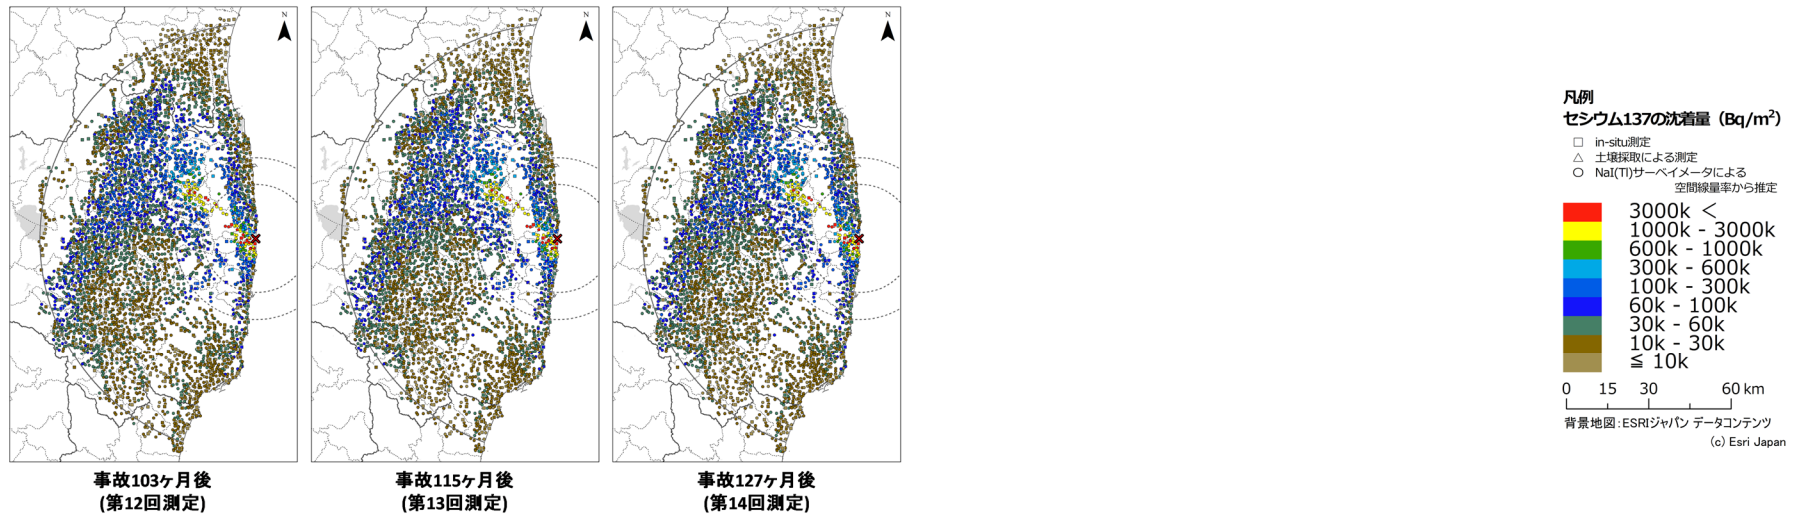 N
N
N
事故103ヶ月後
(第12回測定)
事故115ヶ月後
(第13回測定)
事故127ヶ月後
(第14回測定)
凡例
セシウム137の沈着量（Bq/m²）
□ in-situ測定
△ 土壌採取による測定
○ NaI(Tl)サーベイメータによる
空間線量率から推定
3000k <
1000k - 3000k
600k - 1000k
300k - 600k
100k - 300k
60k - 100k
30k - 60k
10k - 30k
≦ 10k
0 15 30 60 km
背景地図：ESRIジャパン データコンテンツ
(c) Esri Japan